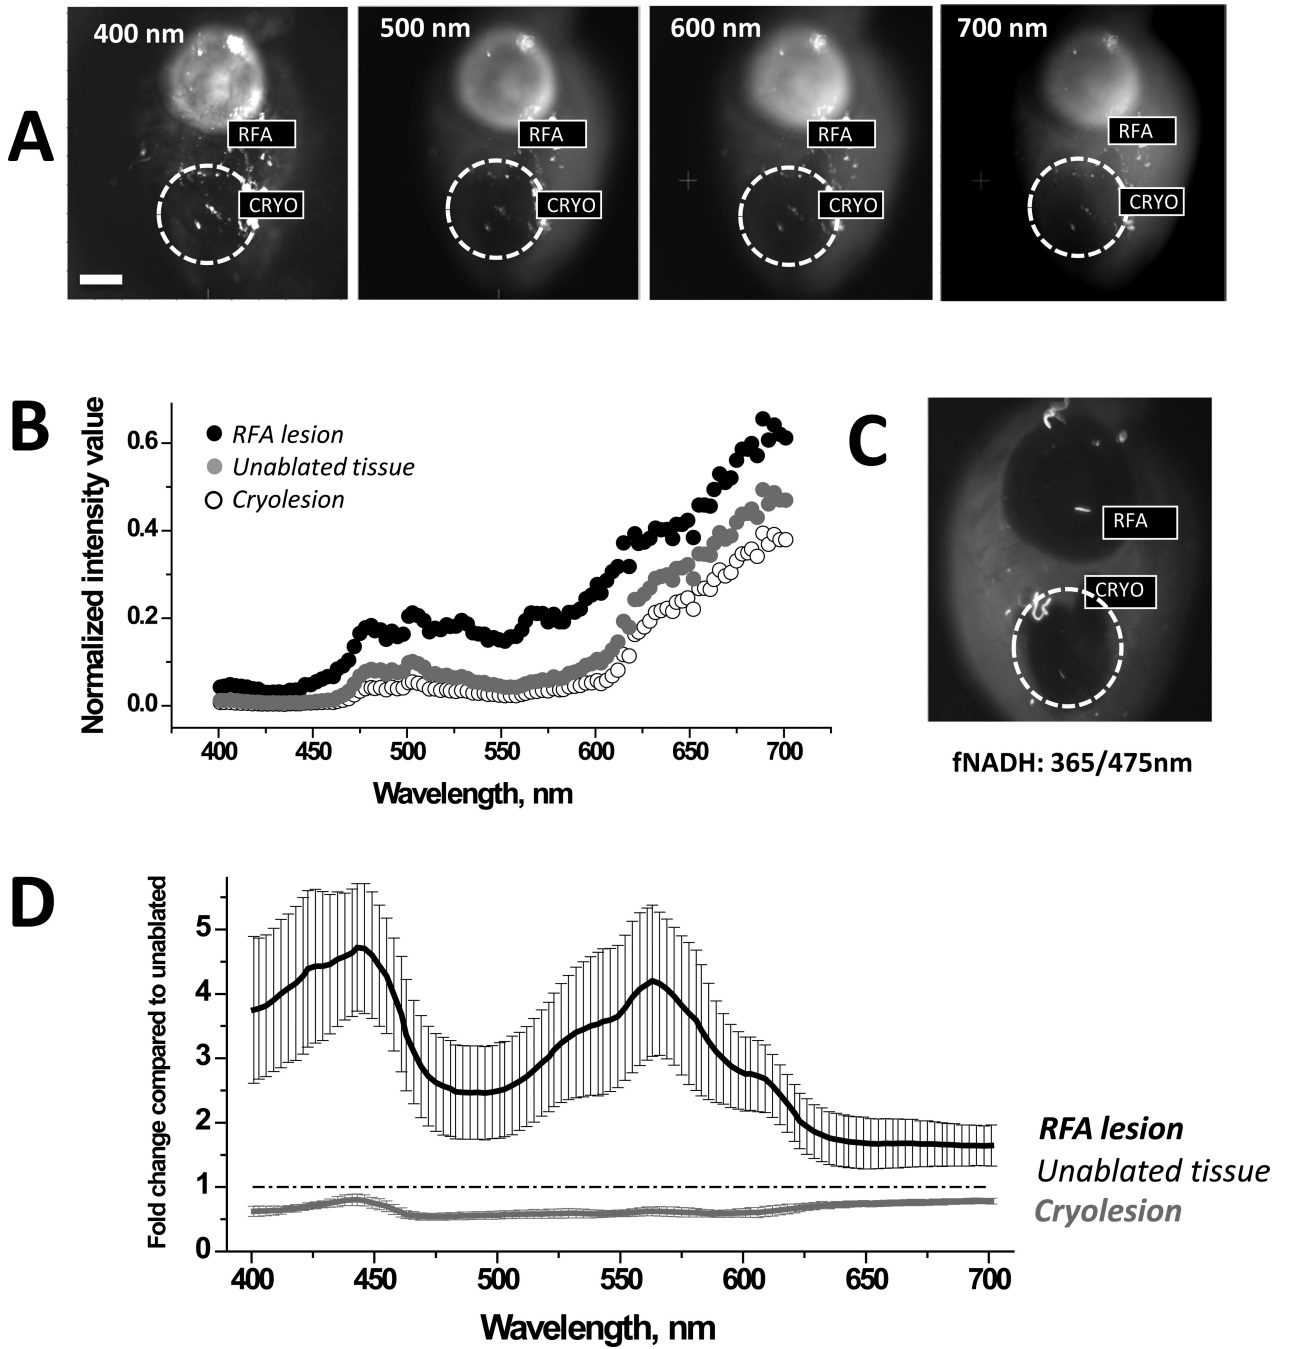 A
400 nm
RFA
CRYO
500 nm
RFA
CRYO
600 nm
RFA
CRYO
700 nm
RFA
CRYO
B
Normalized intensity value
0.6
0.4
0.2
0.0
RFA lesion
Unablated tissue
Cryolesion
400 450 500 550 600 650 700
Wavelength, nm
C
RFA
CRYO
fNADH: 365/475nm
D
Fold change compared to unablated
5
4
3
2
1
0
400 450 500 550 600 650 700
Wavelength, nm
RFA lesion
Unablated tissue
Cryolesion